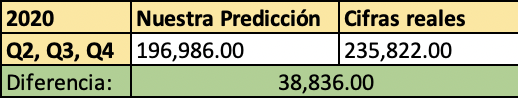 2020 Nuestra Predicción Cifras reales
Q2, Q3, Q4 196,986.00 235,822.00
Diferencia: 38,836.00